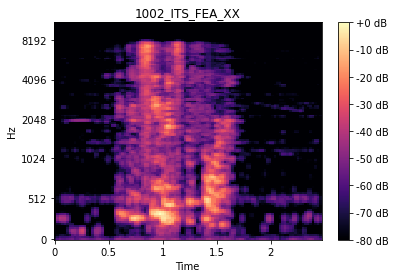 1002_ITS_FEA_XX
Hz
8192
4096
2048
1024
512
0
0
0.5
1
1.5
2
Time
+0 dB
-10 dB
-20 dB
-30 dB
-40 dB
-50 dB
-60 dB
-70 dB
-80 dB